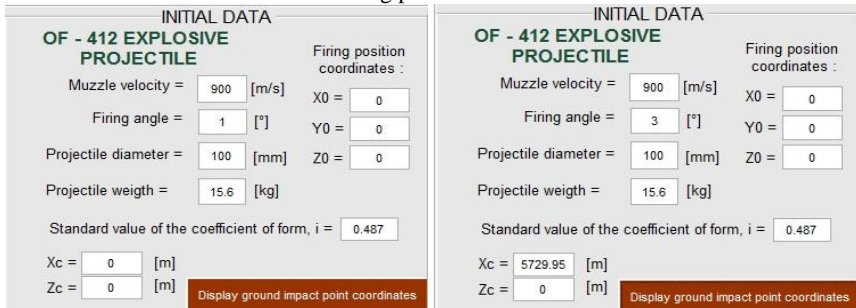 INITIAL DATA
OF - 412 EXPLOSIVE
PROJECTILE
Firing position
coordinates :
Muzzle velocity = 900 [m/s]
X0 = 0
Firing angle = 1 [°]
Y0 = 0
Projectile diameter = 100 [mm]
Z0 = 0
Projectile weigth = 15.6 [kg]
Standard value of the coefficient of form, i = 0.487
Xc = 0 [m]
Zc = 0 [m]
Display ground impact point coordinates
INITIAL DATA
OF - 412 EXPLOSIVE
PROJECTILE
Firing position
coordinates :
Muzzle velocity = 900 [m/s]
X0 = 0
Firing angle = 3 [°]
Y0 = 0
Projectile diameter = 100 [mm]
Z0 = 0
Projectile weigth = 15.6 [kg]
Standard value of the coefficient of form, i = 0.487
Xc = 5729.95 [m]
Zc = 0 [m]
Display ground impact point coordinates